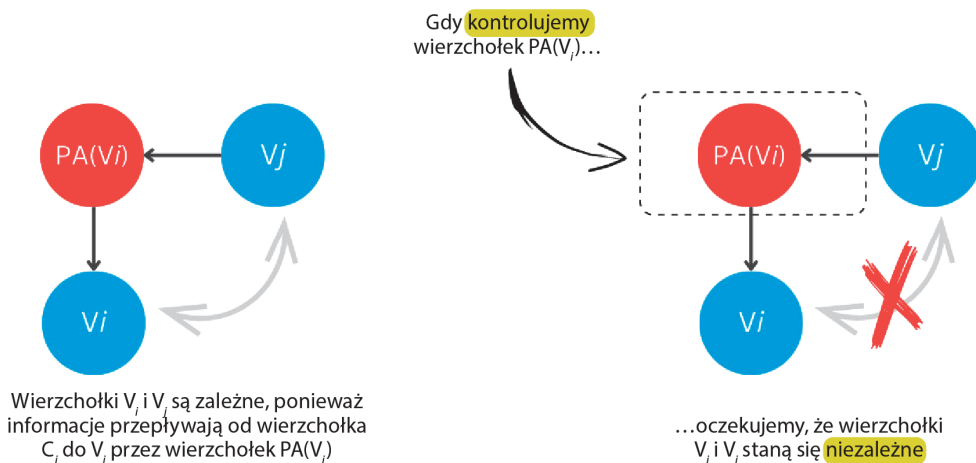 Gdy kontrolujemy
wierzchołek PA(Vi)…
PA(Vi)
Vj
Vi
PA(Vi)
Vj
Vi
Wierzchołki Vi i Vj są zależne, ponieważ
informacje przepływają od wierzchołka
Ci do Vi przez wierzchołek PA(Vi)
…oczekujemy, że wierzchołki
Vi i Vi staną się niezależne